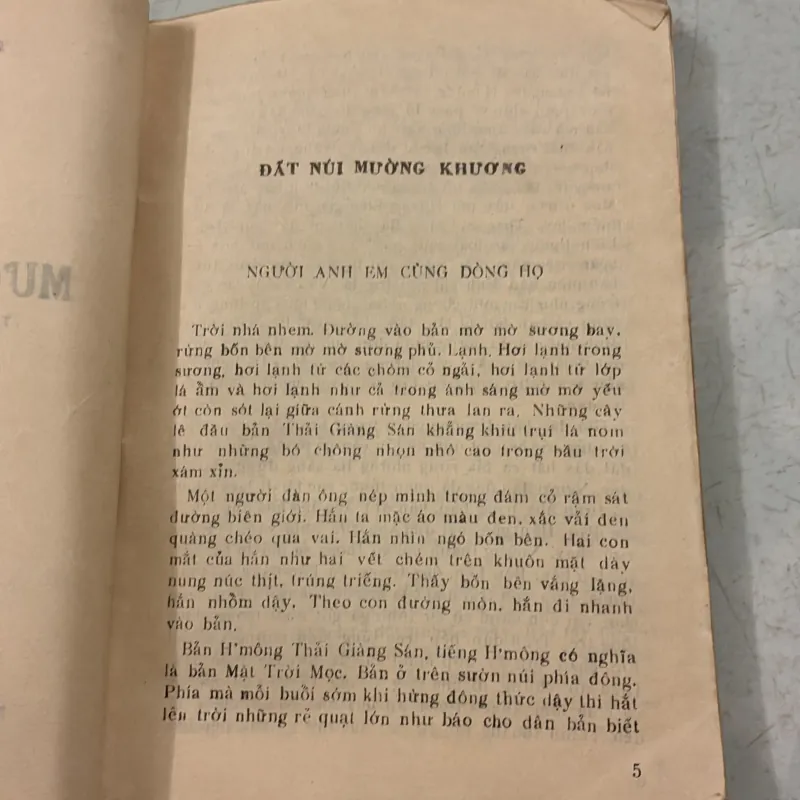 ĐẤT NÚI MƯỜNG KHƯƠNG
NGƯỜI ANH EM CÙNG DÒNG HỌ
Trời nhá nhem. Đường vào bản mờ mờ sương bay,
rừng bốn bên mờ mờ sương phủ. Lạnh. Hơi lạnh trong
sương, hơi lạnh từ các chòm cỏ ngải, hơi lạnh từ lớp
lá ẩm và hơi lạnh như cả trong ánh sáng mờ mờ yếu
ớt còn sót lại giữa cánh rừng thưa lan ra. Những cây
lê đầu bản Thải Giàng Sán khẳng khiu trụi lá nom
như những bó chông nhọn nhô cao trong bầu trời
xám xỉn.
Một người đàn ông nép mình trong đám cỏ rậm sát
đường biên giới. Hắn ta mặc áo màu đen, xắc vải đen
quàng chéo qua vai. Hắn nhìn ngó bốn bên. Hai con
mắt của hắn như hai vết chém trên khuôn mặt dày
nung núc thịt, trúng triếng. Thấy bốn bên vắng lặng,
hắn nhồm dậy. Theo con đường mòn, hắn đi nhanh
vào bản.
Bản H'mông Thải Giàng Sán, tiếng H'mông có nghĩa
là bản Mặt Trời Mọc. Bản ở trên sườn núi phía đông.
Phía mà mỗi buổi sớm khi hừng đông thức dậy thì hắt
lên trời những rẻ quạt lớn như báo cho dân bản biết
5